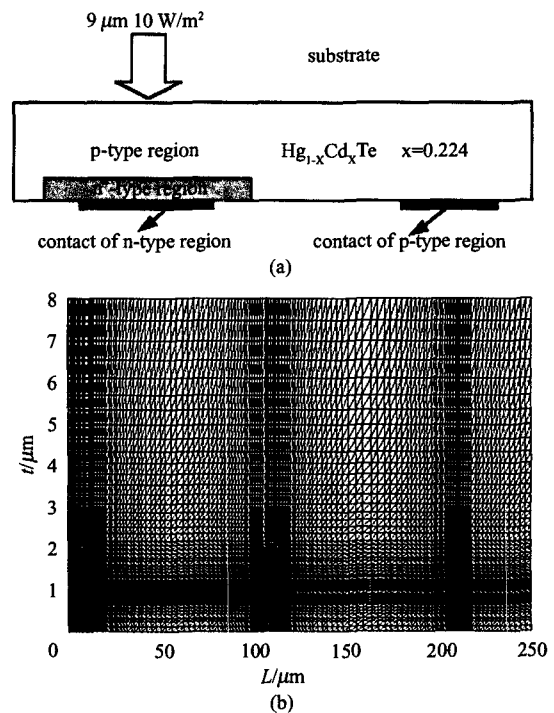 9 μm 10 W/m²
substrate
p-type region
Hg₁₋ₓCdₓTe x=0.224
n⁺-type region
contact of n-type region
contact of p-type region
(a)
8
7
6
5
4
3
2
1
t/μm
0
50
100
150
200
250
L/μm
(b)